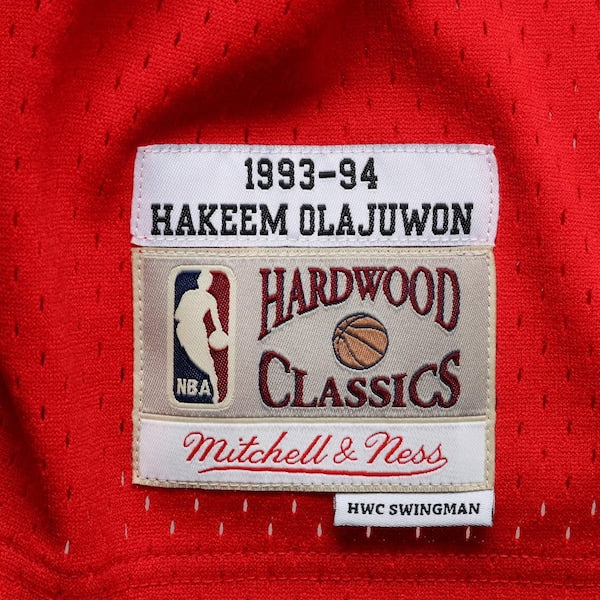 1993-94
HAKEEM OLAJUWON
NBA
HARDWOOD
CLASSICS
Mitchell & Ness
HWC SWINGMAN